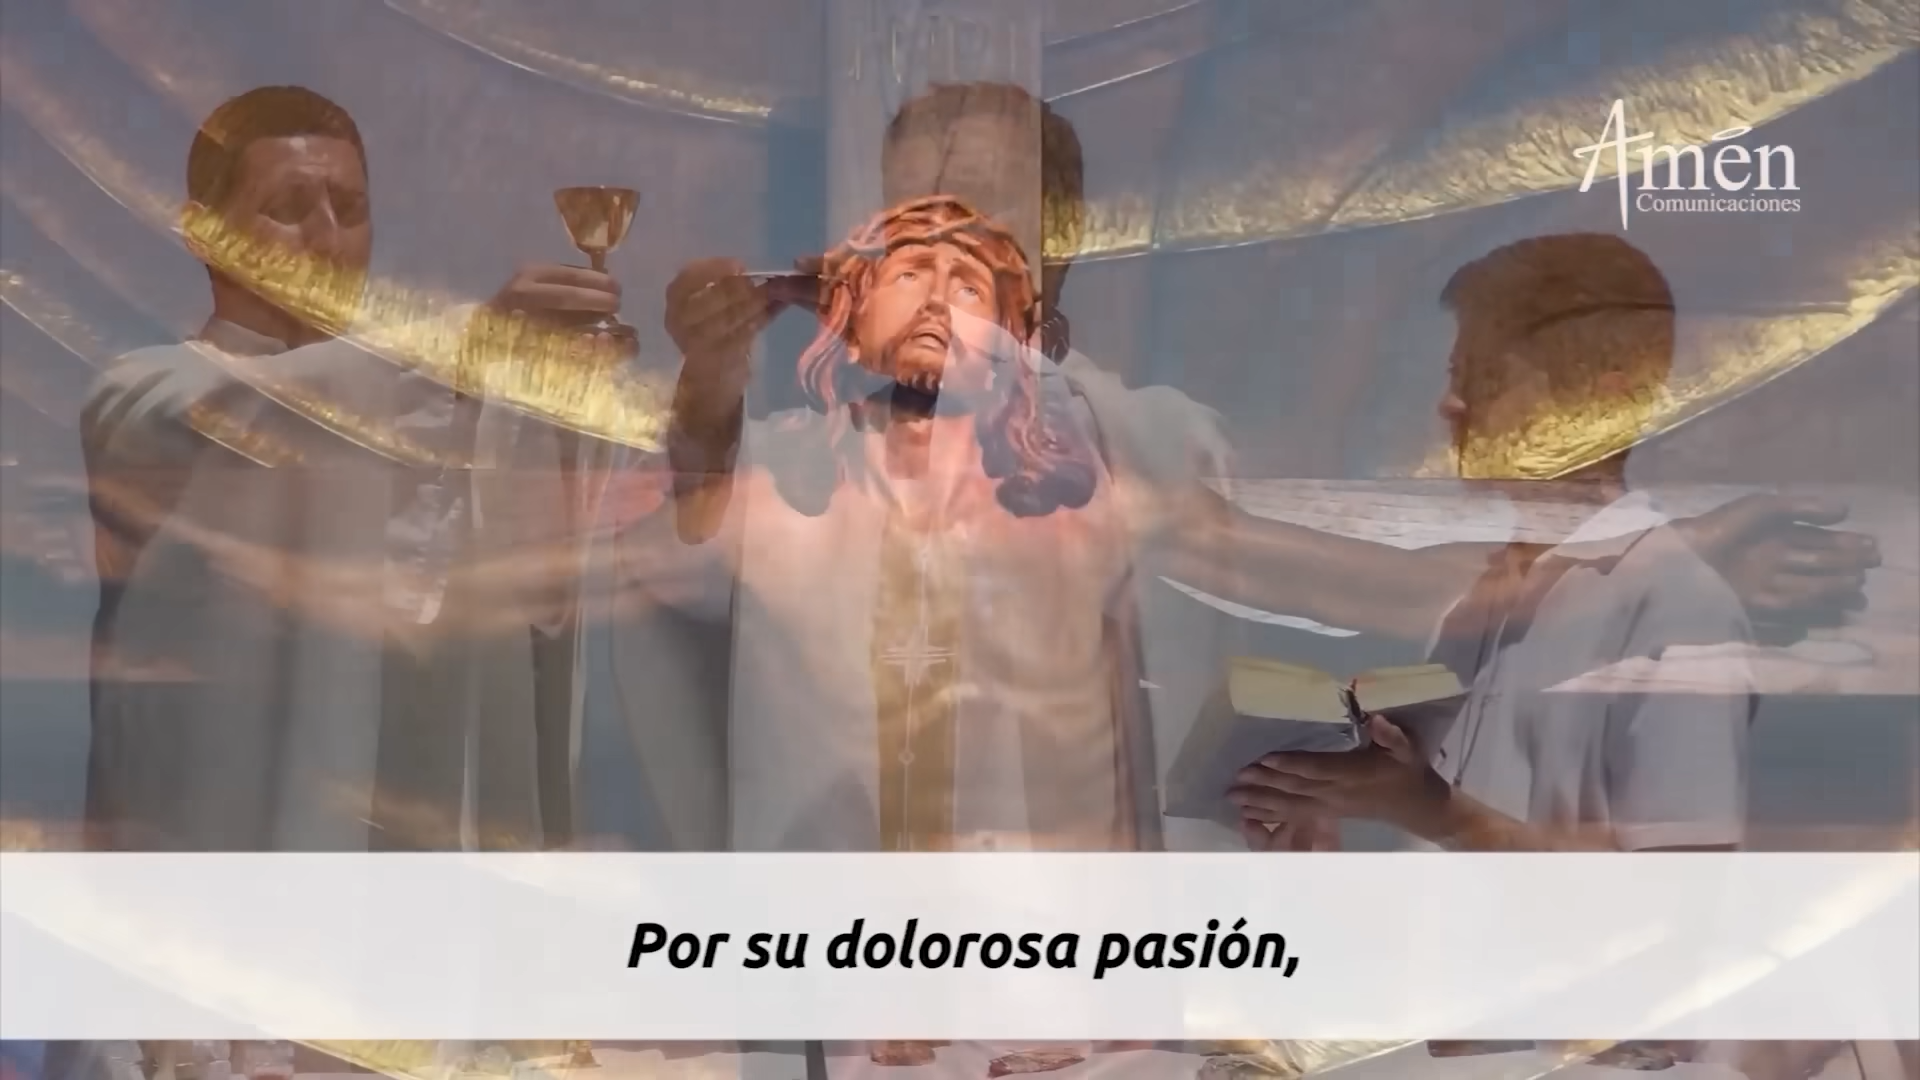 Amén
Comunicaciones
Por su dolorosa pasión,